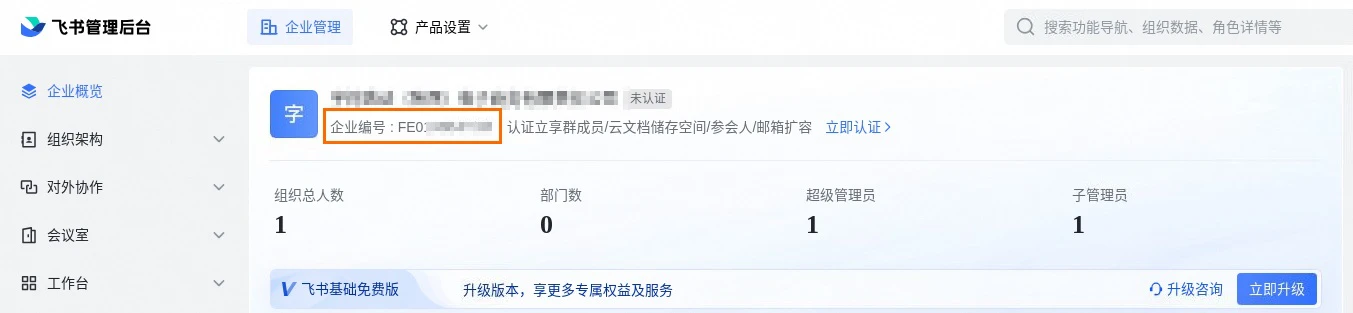 飞书管理后台
企业管理
产品设置
搜索功能导航、组织数据、角色详情等
企业概览
组织架构
对外协作
会议室
工作台
字
未认证
企业编号 : FE01
认证立享群成员/云文档储存空间/参会人/邮箱扩容 立即认证
组织总人数 部门数 超级管理员 子管理员
1 0 1 1
飞书基础免费版 升级版本，享更多专属权益及服务 升级咨询 立即升级